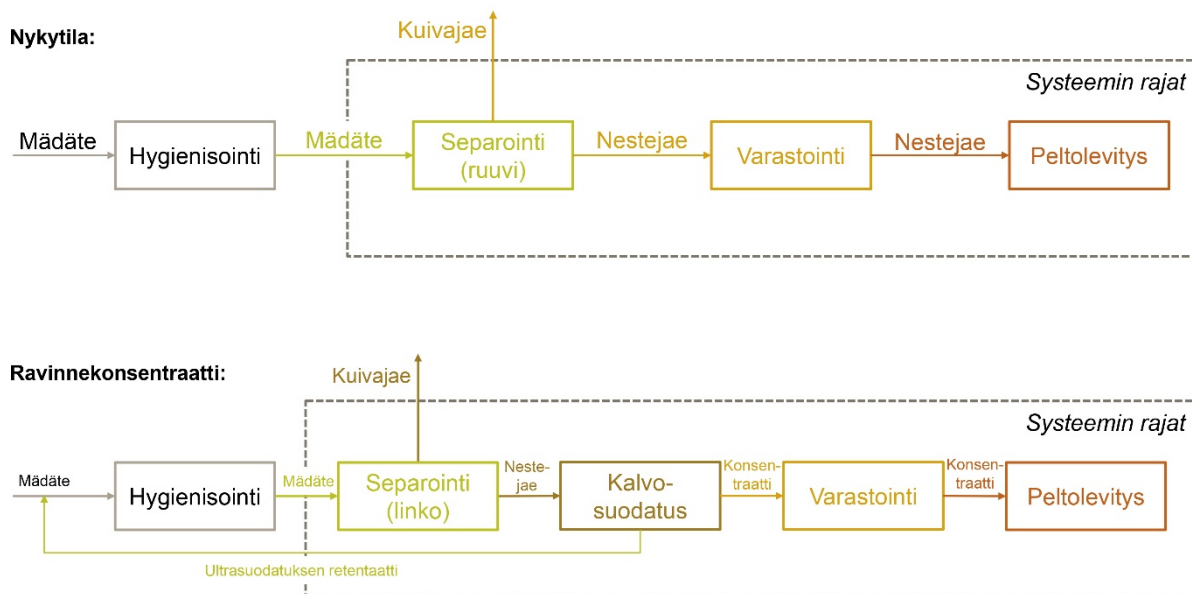 Nykytila:
Kuivajae
Systeemin rajat
Mädäte
Hygienisointi
Mädäte
Separointi
(ruuvi)
Nestejae
Varastointi
Nestejae
Peltolevitys
Ravinnekonsentraatti:
Kuivajae
Systeemin rajat
Mädäte
Hygienisointi
Mädäte
Separointi
(linko)
Neste-
jae
Kalvo-
suodatus
Konsen-
traatti
Varastointi
Konsen-
traatti
Peltolevitys
Ultrasuodatuksen retentaatti